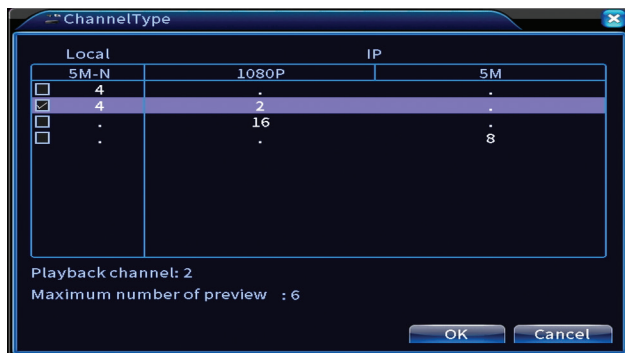 ChannelType
Local IP
5M-N 1080P 5M
4 . .
4 2 .
. 16 .
. . 8
Playback channel: 2
Maximum number of preview : 6
OK Cancel